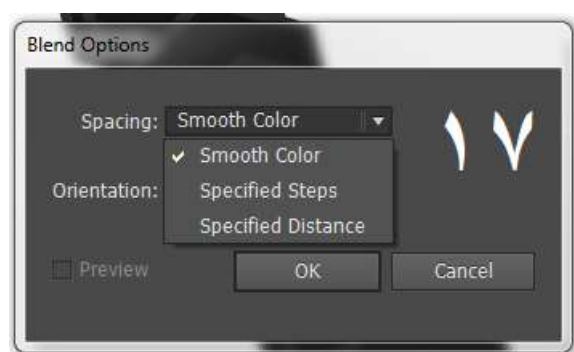 Blend Options
Spacing: Smooth Color
١٧
✓ Smooth Color
Orientation: Specified Steps
Specified Distance
Preview OK Cancel